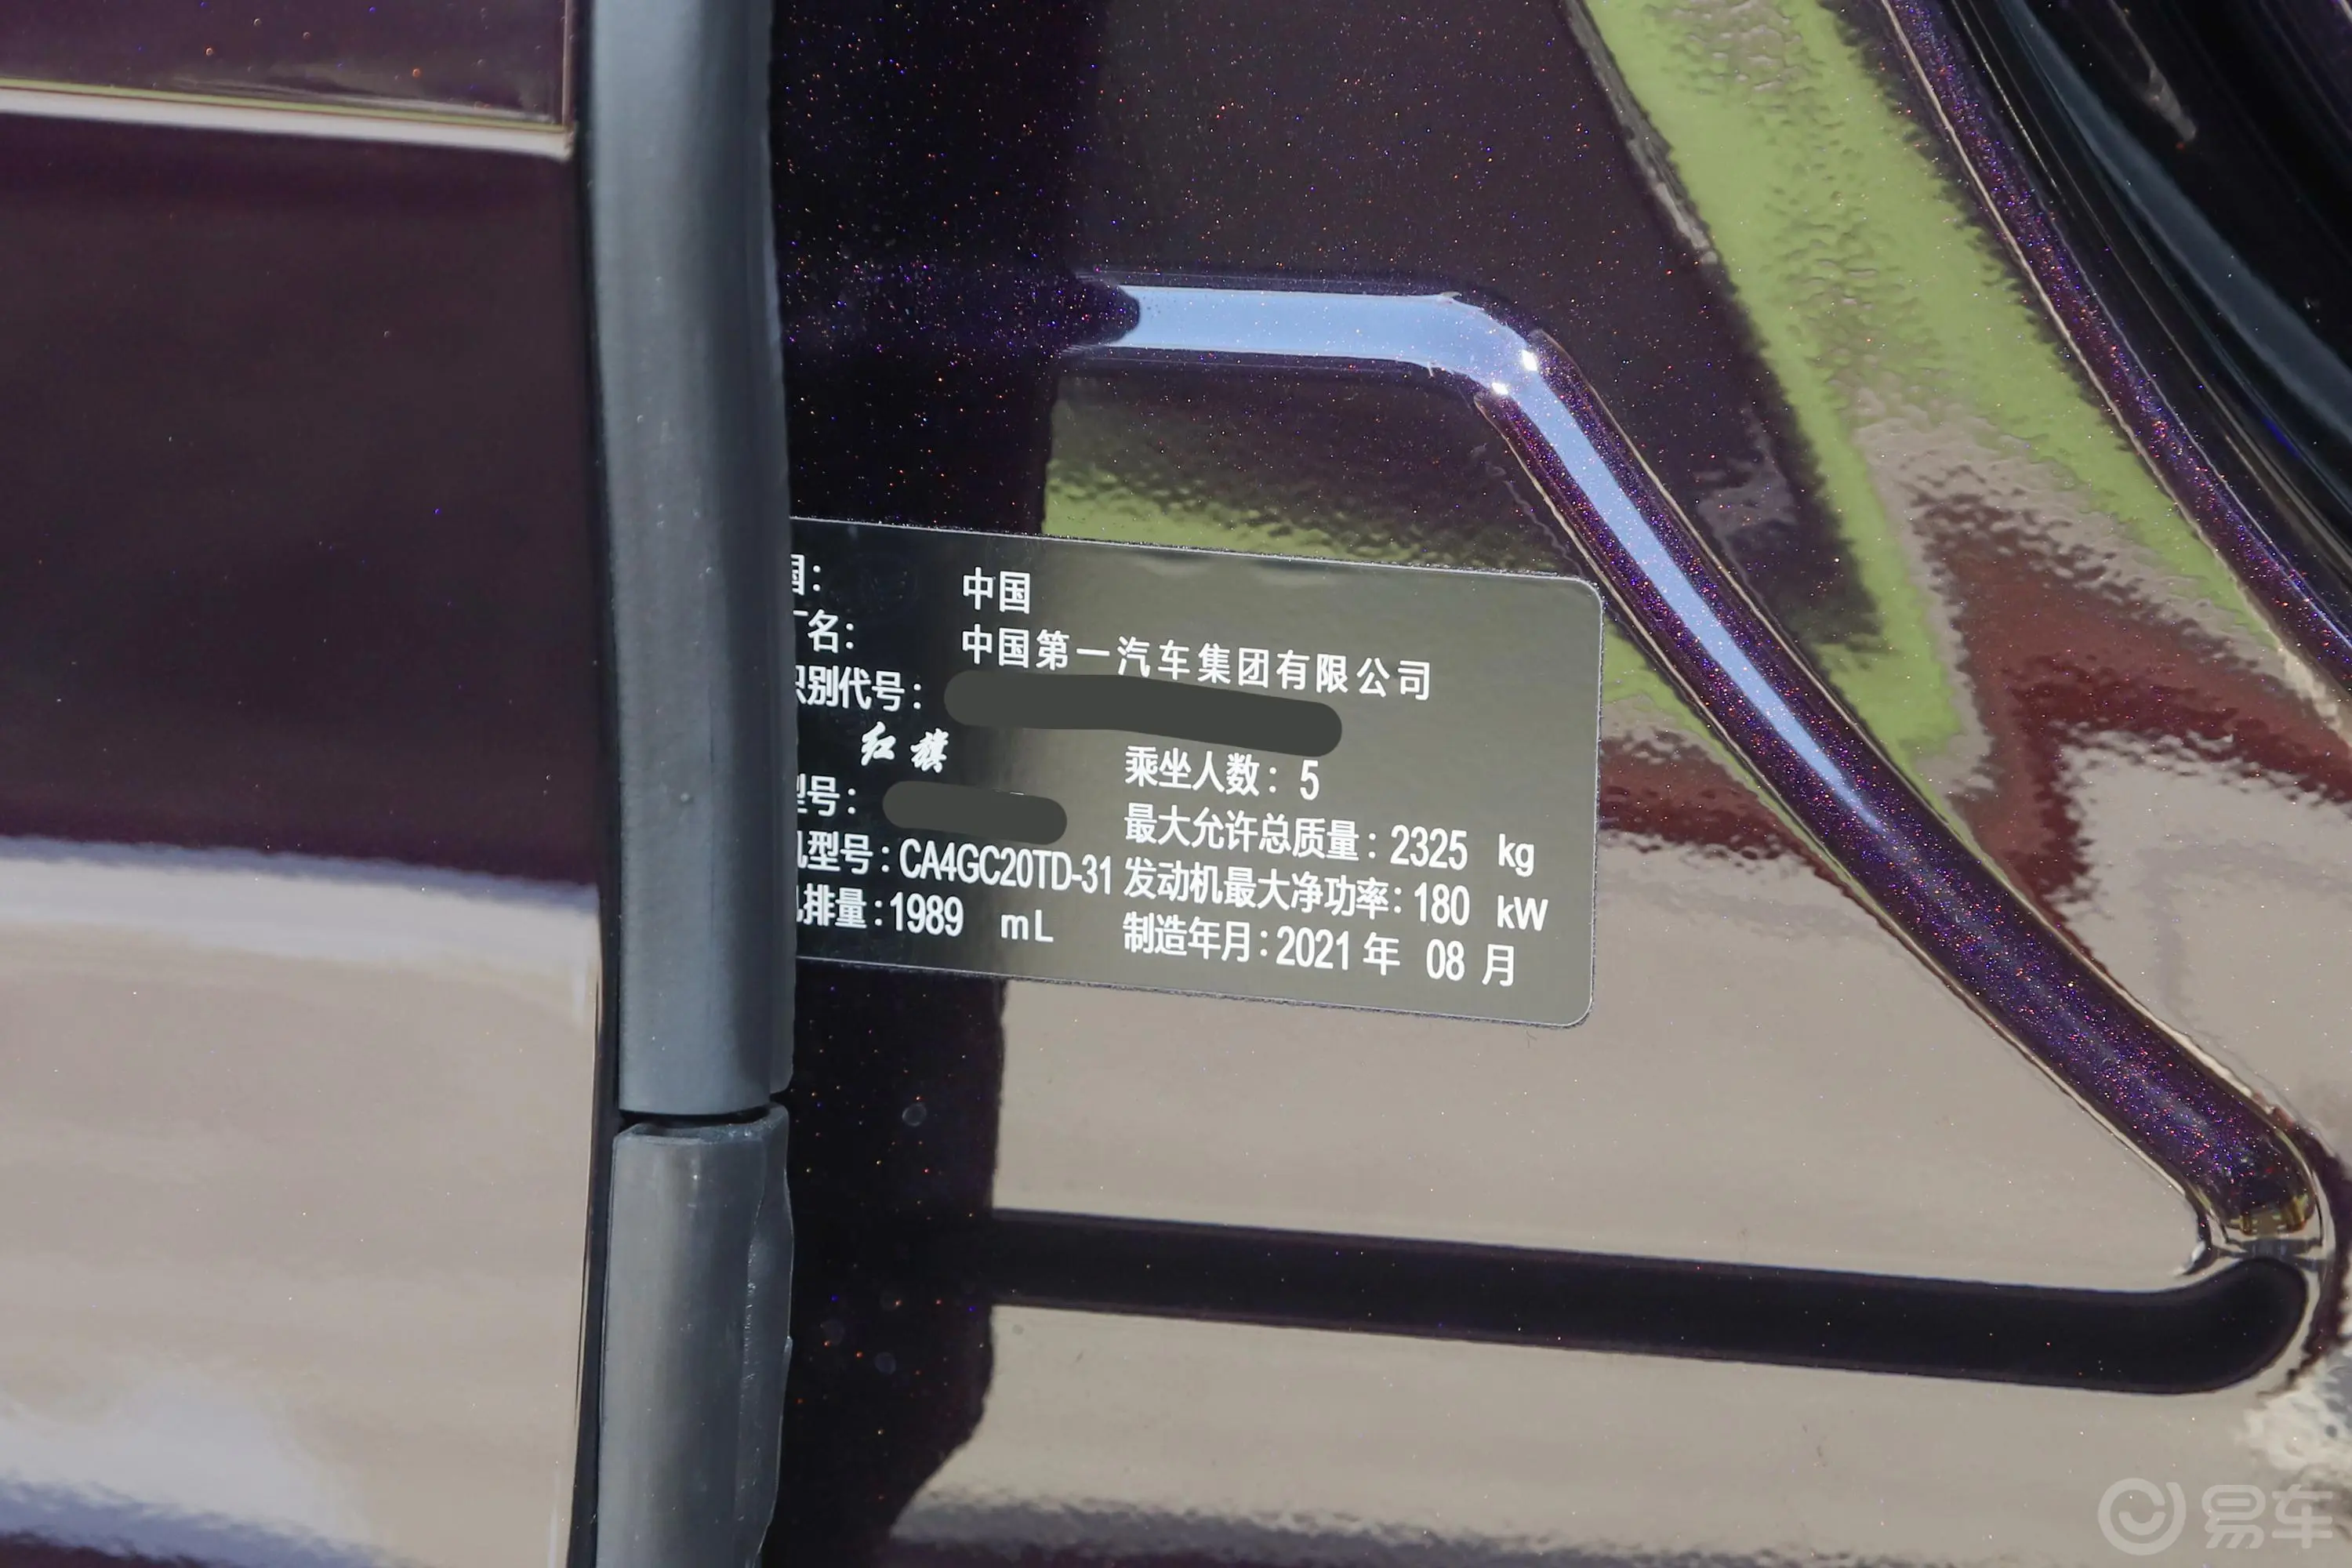 国： 中国
厂名： 中国第一汽车集团有限公司
识别代号：
红旗 乘坐人数：5
型号： 最大允许总质量：2325 kg
机型号：CA4GC20TD-31 发动机最大净功率：180 kW
机排量：1989 mL 制造年月：2021 年 08 月
易车